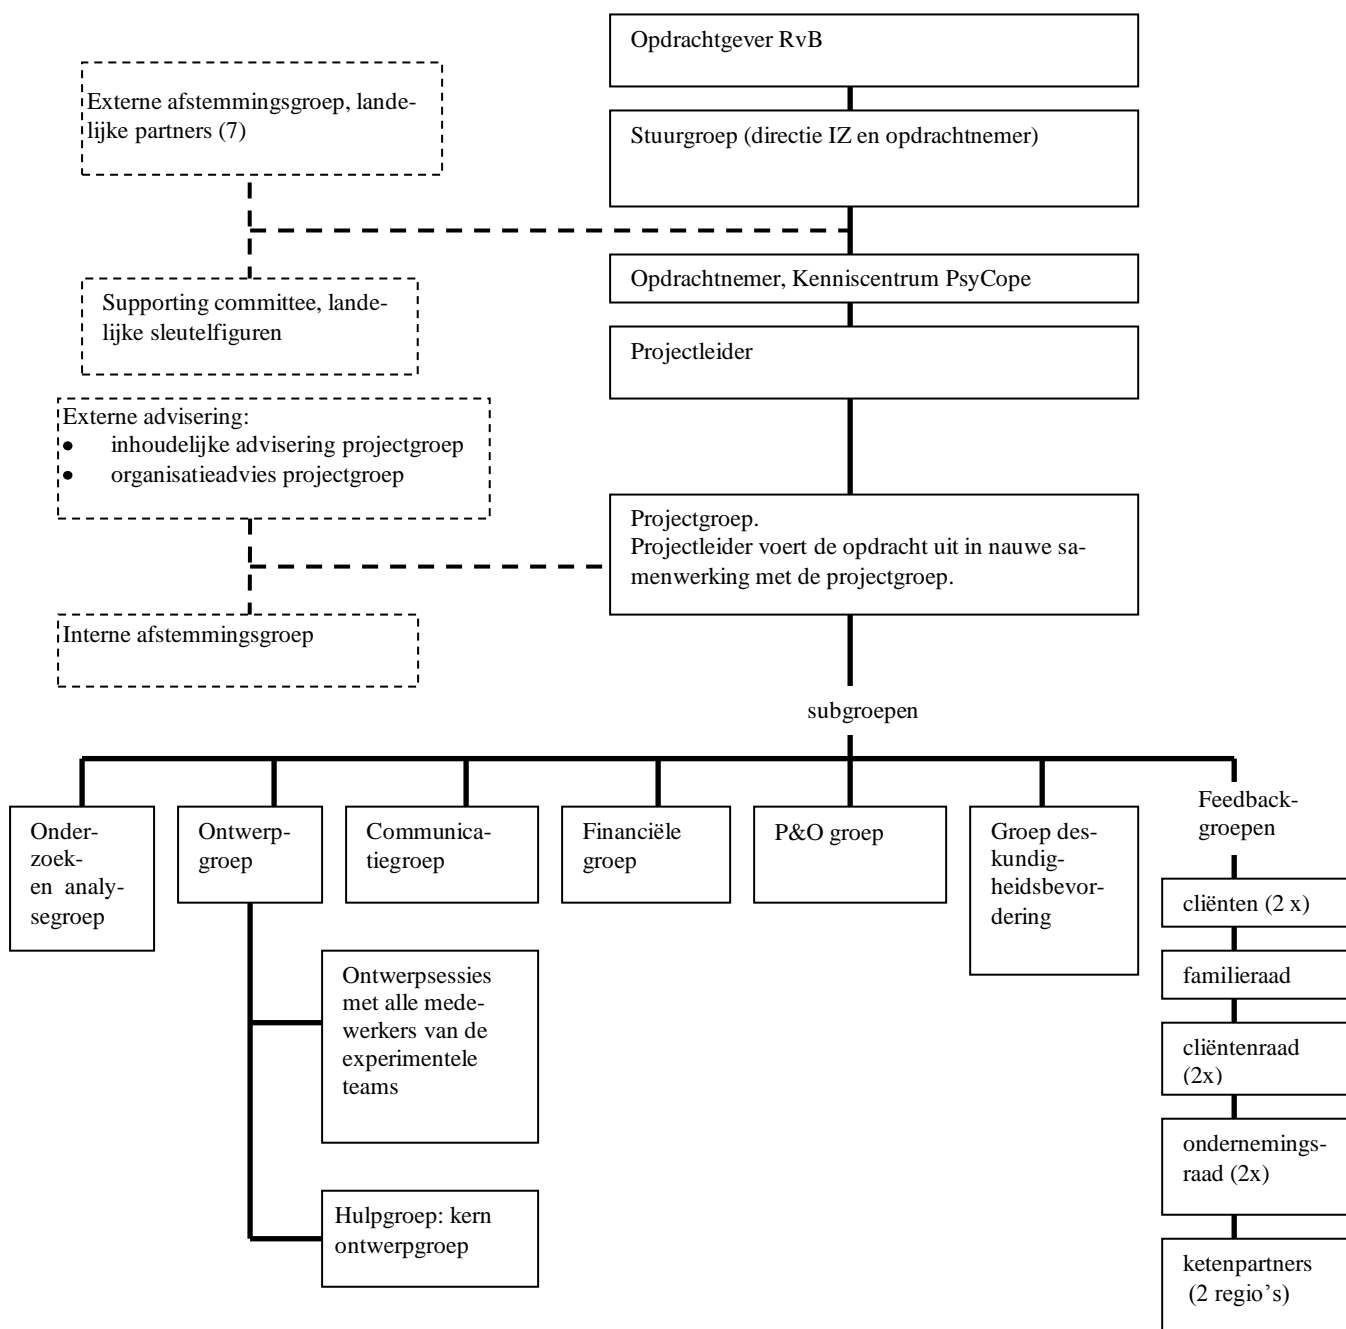 Opdrachtgever RvB
Externe afstemmingsgroep, lande-
lijke partners (7)
Stuurgroep (directie IZ en opdrachtnemer)
Opdrachtnemer, Kenniscentrum PsyCope
Supporting committee, lande-
lijke sleutelfiguren
Projectleider
Externe advisering:
• inhoudelijke advisering projectgroep
• organisatieadvies projectgroep
Projectgroep.
Projectleider voert de opdracht uit in nauwe sa-
menwerking met de projectgroep.
Interne afstemmingsgroep
subgroepen
Onder-
zoek-
en analy-
segroep
Ontwerp-
groep
Communica-
tiegroep
Financiële
groep
P&O groep
Groep des-
kundig-
heidsbevor-
dering
Feedback-
groepen
cliënten (2 x)
familieraad
cliëntenraad
(2x)
ondernemings-
raad (2x)
ketenpartners
(2 regio's)
Ontwerpsessies
met alle mede-
werkers van de
experimentele
teams
Hulpgroep: kern
ontwerpgroep